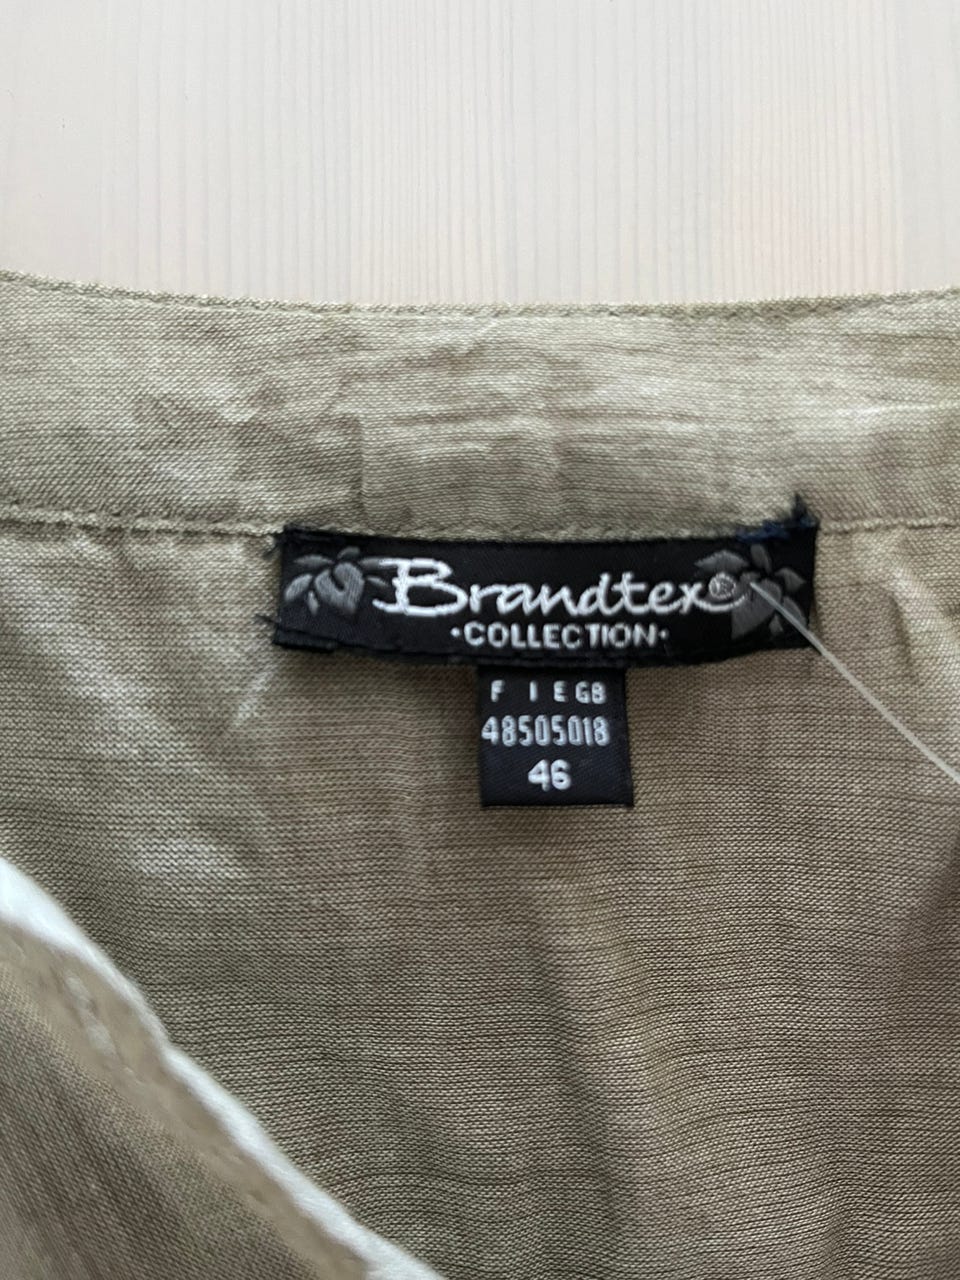 Brandtex®
·COLLECTION·
F I E GB
48505018
46